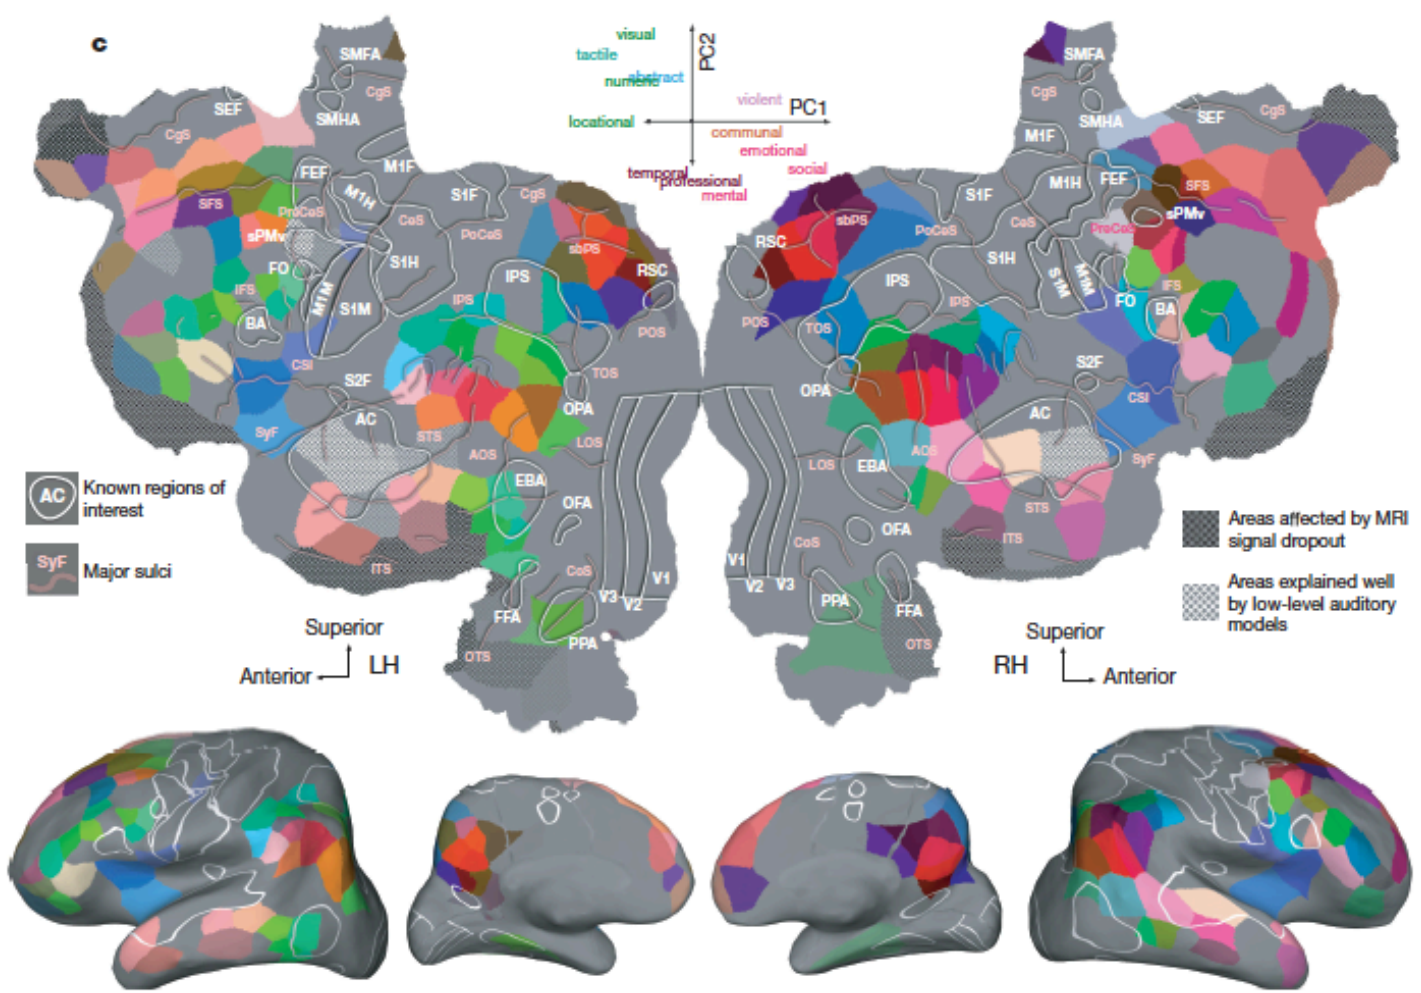 c
visual
tactile
numeric
abstract
locational
violent
communal
emotional
social
temporal
professional
mental
PC2
PC1
SMFA
CgS
SEF
SMHA
CgS
M1F
FEF
M1H
S1F
CgS
SFS
PreCeS
CeS
PoCeS
sPMv
sbPS
FO
S1H
IPS
RSC
IFS
M1M
S1M
IPS
BA
POS
CSI
TOS
S2F
OPA
AC
SyF
STS
LOS
AOS
EBA
OFA
ITS
CoS
V3
V2
V1
FFA
PPA
OTS
SMFA
CgS
CgS
SMHA
SEF
M1F
S1F
M1H
FEF
SFS
sbPS
CeS
PoCeS
PreCeS
sPMv
RSC
S1H
IPS
S1M
M1M
IFS
IPS
FO
BA
POS
TOS
S2F
OPA
CSI
AC
AOS
LOS
EBA
SyF
STS
OFA
ITS
CoS
V1
V2
V3
PPA
FFA
OTS
AC
Known regions of
interest
SyF
Major sulci
Superior
Anterior
LH
Areas affected by MRI
signal dropout
Areas explained well
by low-level auditory
models
Superior
RH
Anterior